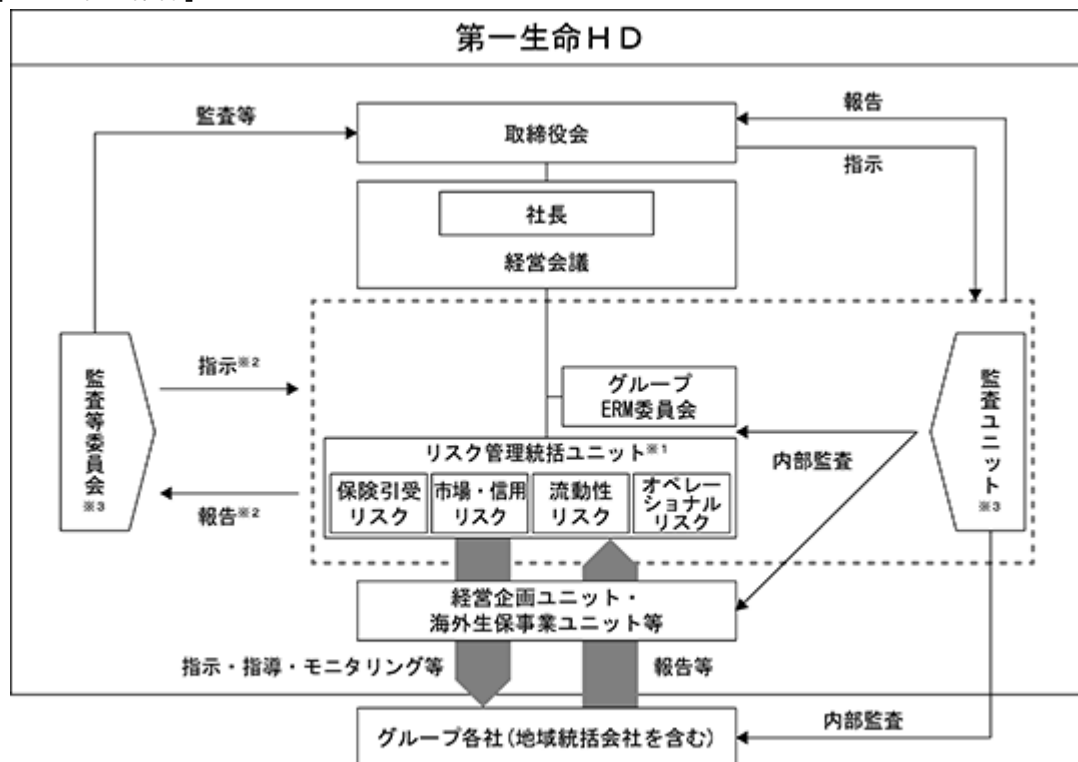 第一生命ＨＤ
監査等
報告
取締役会
指示
社長
経営会議
監査等委員会※3
指示※2
報告※2
グループ
ERM委員会
リスク管理統括ユニット※1
保険引受
リスク
市場・信用
リスク
流動性
リスク
オペレー
ショナル
リスク
内部監査
監査ユニット※3
経営企画ユニット・
海外生保事業ユニット等
指示・指導・モニタリング等
報告等
グループ各社(地域統括会社を含む)
内部監査